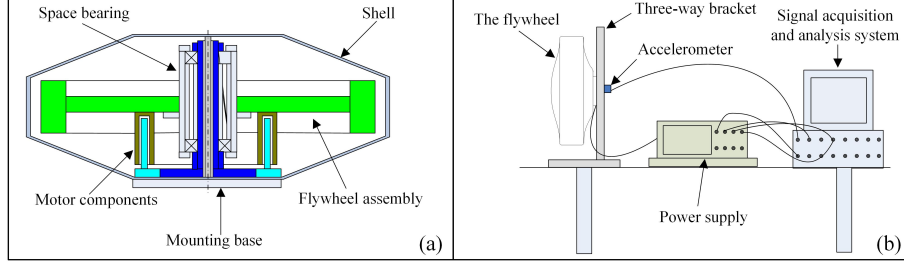 Space bearing
Shell
Motor components
Flywheel assembly
Mounting base
(a)
The flywheel
Three-way bracket
Accelerometer
Signal acquisition
and analysis system
Power supply
(b)